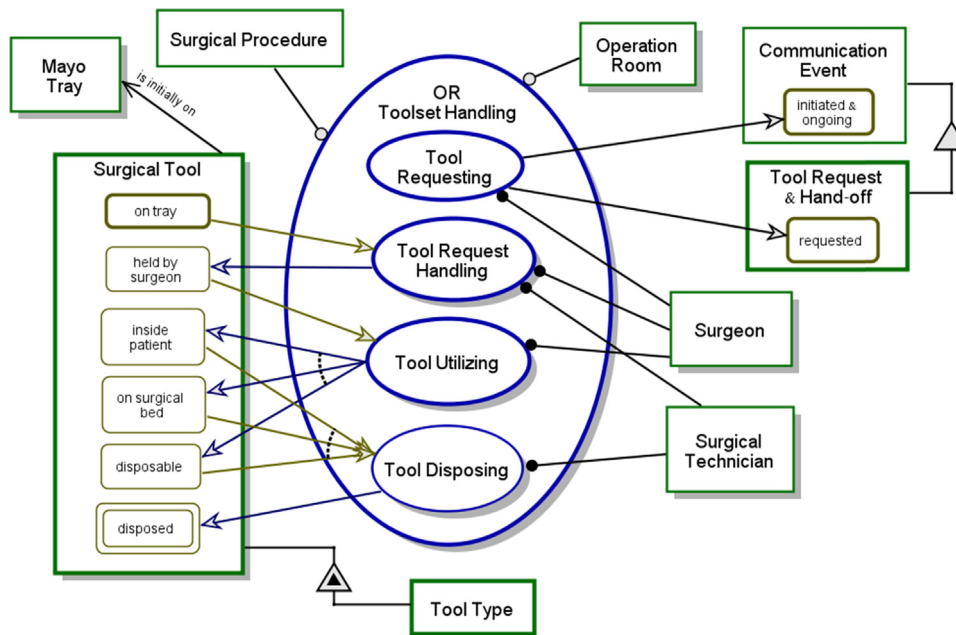 Surgical Procedure
Operation
Room
Communication
Event
initiated &
ongoing
Mayo
Tray
is initially on
OR
Toolset Handling
Tool
Requesting
Tool Request
& Hand-off
requested
Surgical Tool
on tray
held by
surgeon
inside
patient
on surgical
bed
disposable
disposed
Tool Request
Handling
Tool Utilizing
Tool Disposing
Surgeon
Surgical
Technician
Tool Type